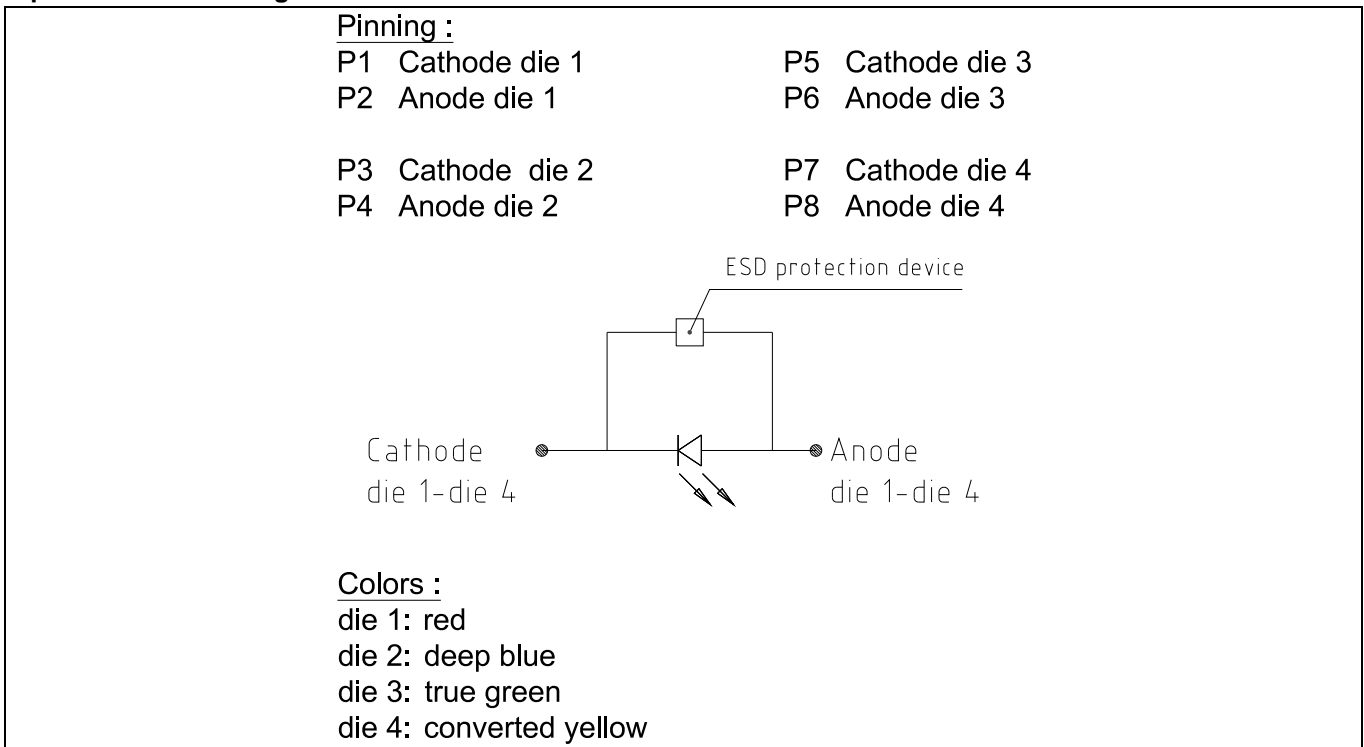 Pinning :
P1 Cathode die 1
P2 Anode die 1
P3 Cathode die 2
P4 Anode die 2
P5 Cathode die 3
P6 Anode die 3
P7 Cathode die 4
P8 Anode die 4
ESD protection device
Cathode
die 1-die 4
Anode
die 1-die 4
Colors :
die 1: red
die 2: deep blue
die 3: true green
die 4: converted yellow